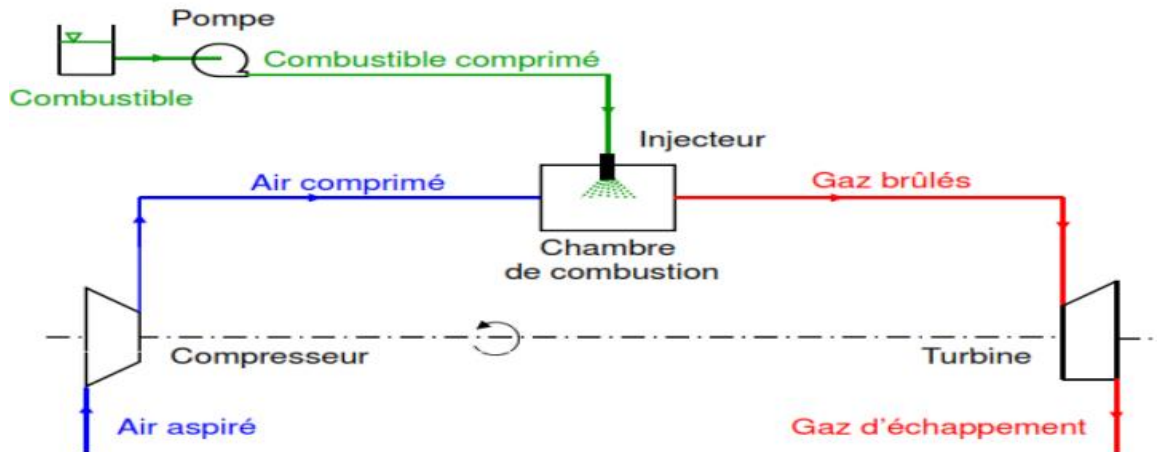 Pompe
Combustible comprimé
Combustible
Injecteur
Air comprimé
Gaz brûlés
Chambre
de combustion
Compresseur
Turbine
Air aspiré
Gaz d'échappement